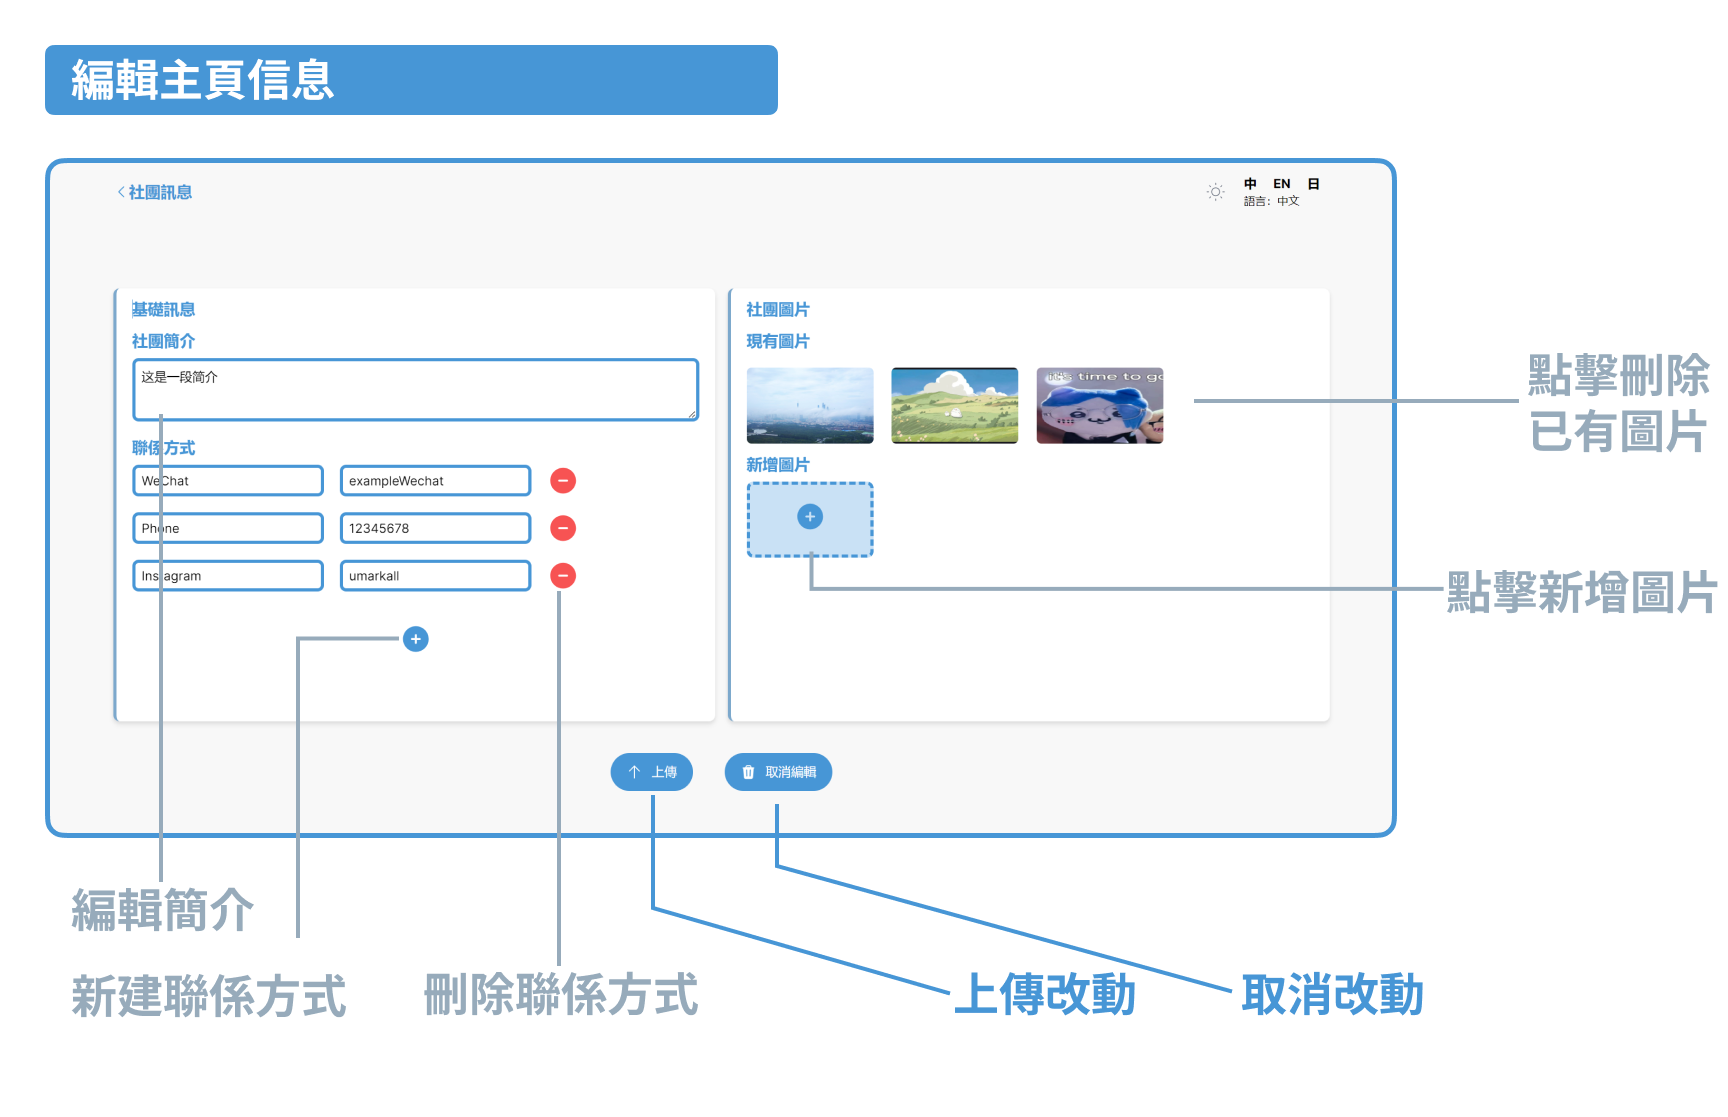 編輯主頁信息
社團訊息
中 EN 日
語言：中文
基礎訊息
社團簡介
这是一段简介
聯係方式
WeChat
exampleWechat
Phone
12345678
Instagram
umarkall
社團圖片
現有圖片
time to go
新增圖片
上傳
取消編輯
點擊刪除
已有圖片
點擊新增圖片
編輯簡介
新建聯係方式
刪除聯係方式
上傳改動
取消改動